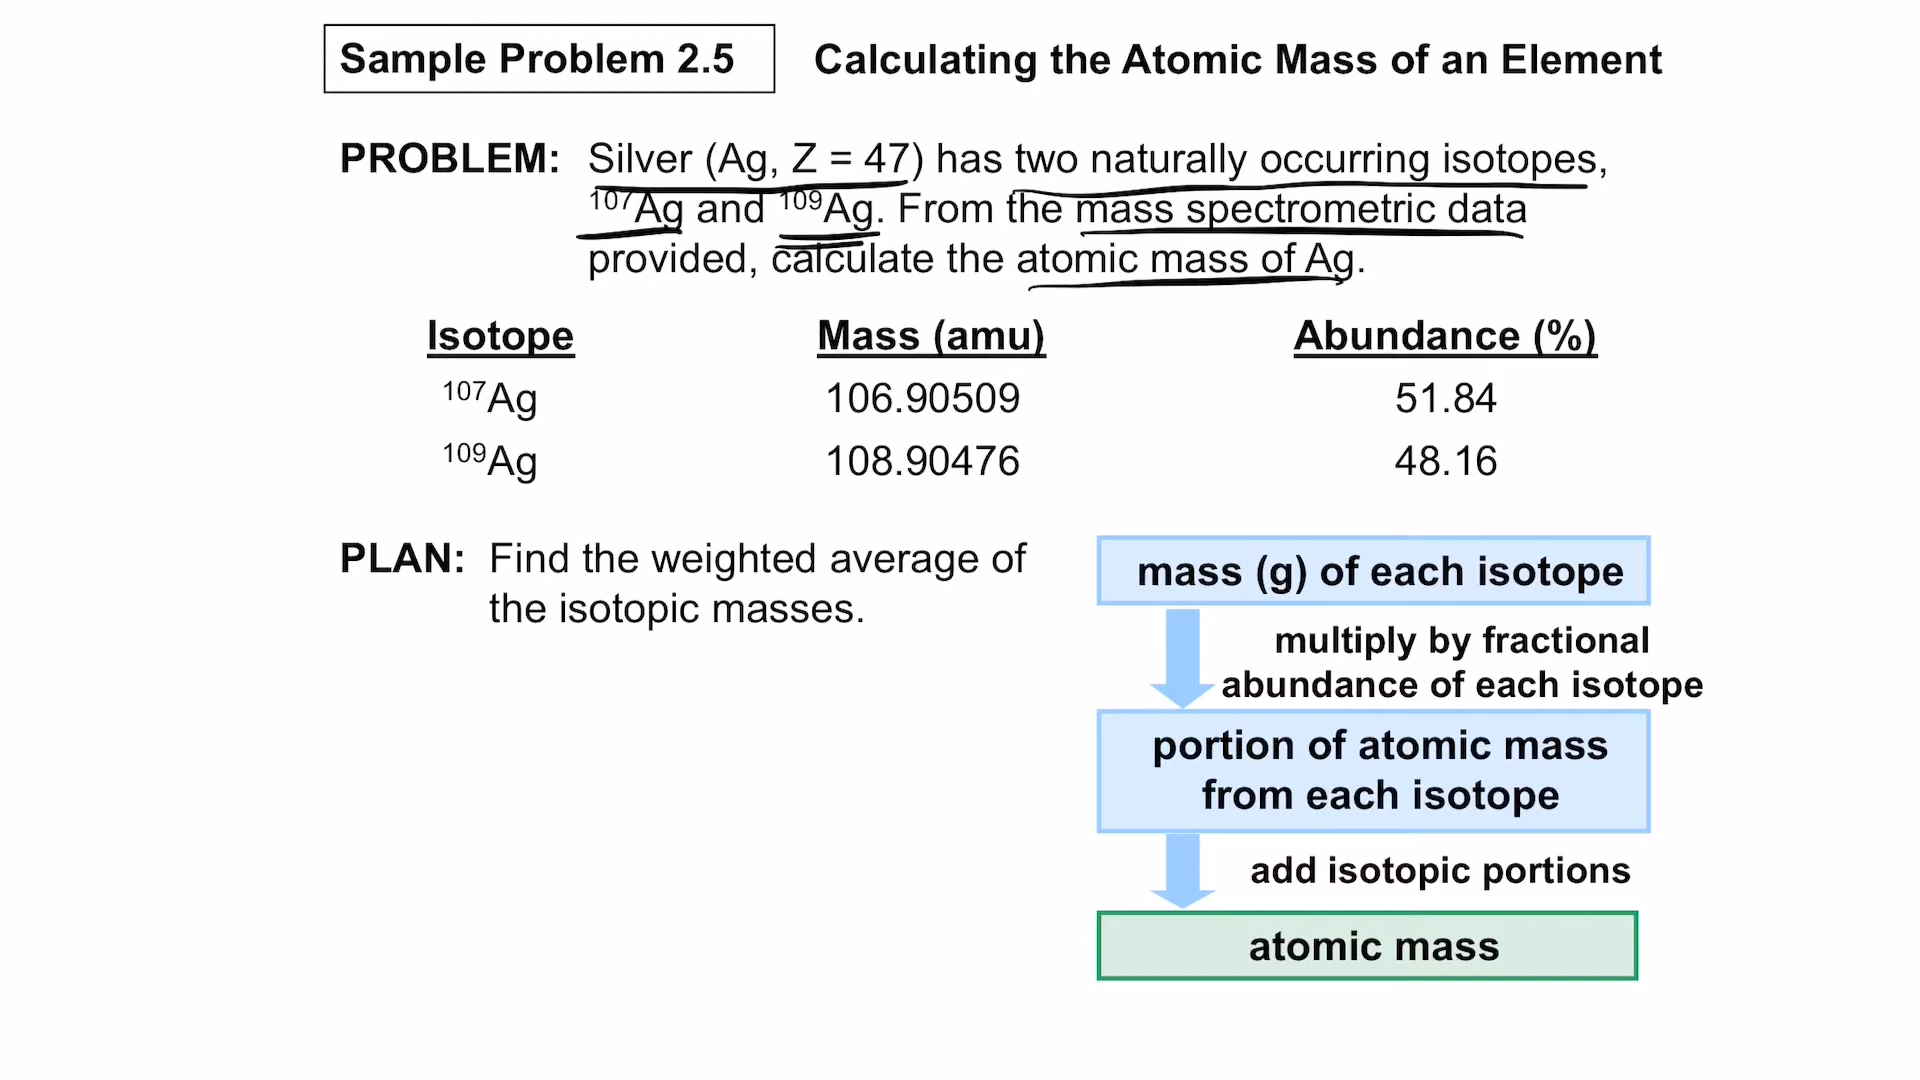 Sample Problem 2.5 Calculating the Atomic Mass of an Element
PROBLEM: Silver (Ag, Z = 47) has two naturally occurring isotopes,
¹⁰⁷Ag and ¹⁰⁹Ag. From the mass spectrometric data
provided, calculate the atomic mass of Ag.
Isotope Mass (amu) Abundance (%)
¹⁰⁷Ag 106.90509 51.84
¹⁰⁹Ag 108.90476 48.16
PLAN: Find the weighted average of
the isotopic masses.
mass (g) of each isotope
multiply by fractional
abundance of each isotope
portion of atomic mass
from each isotope
add isotopic portions
atomic mass